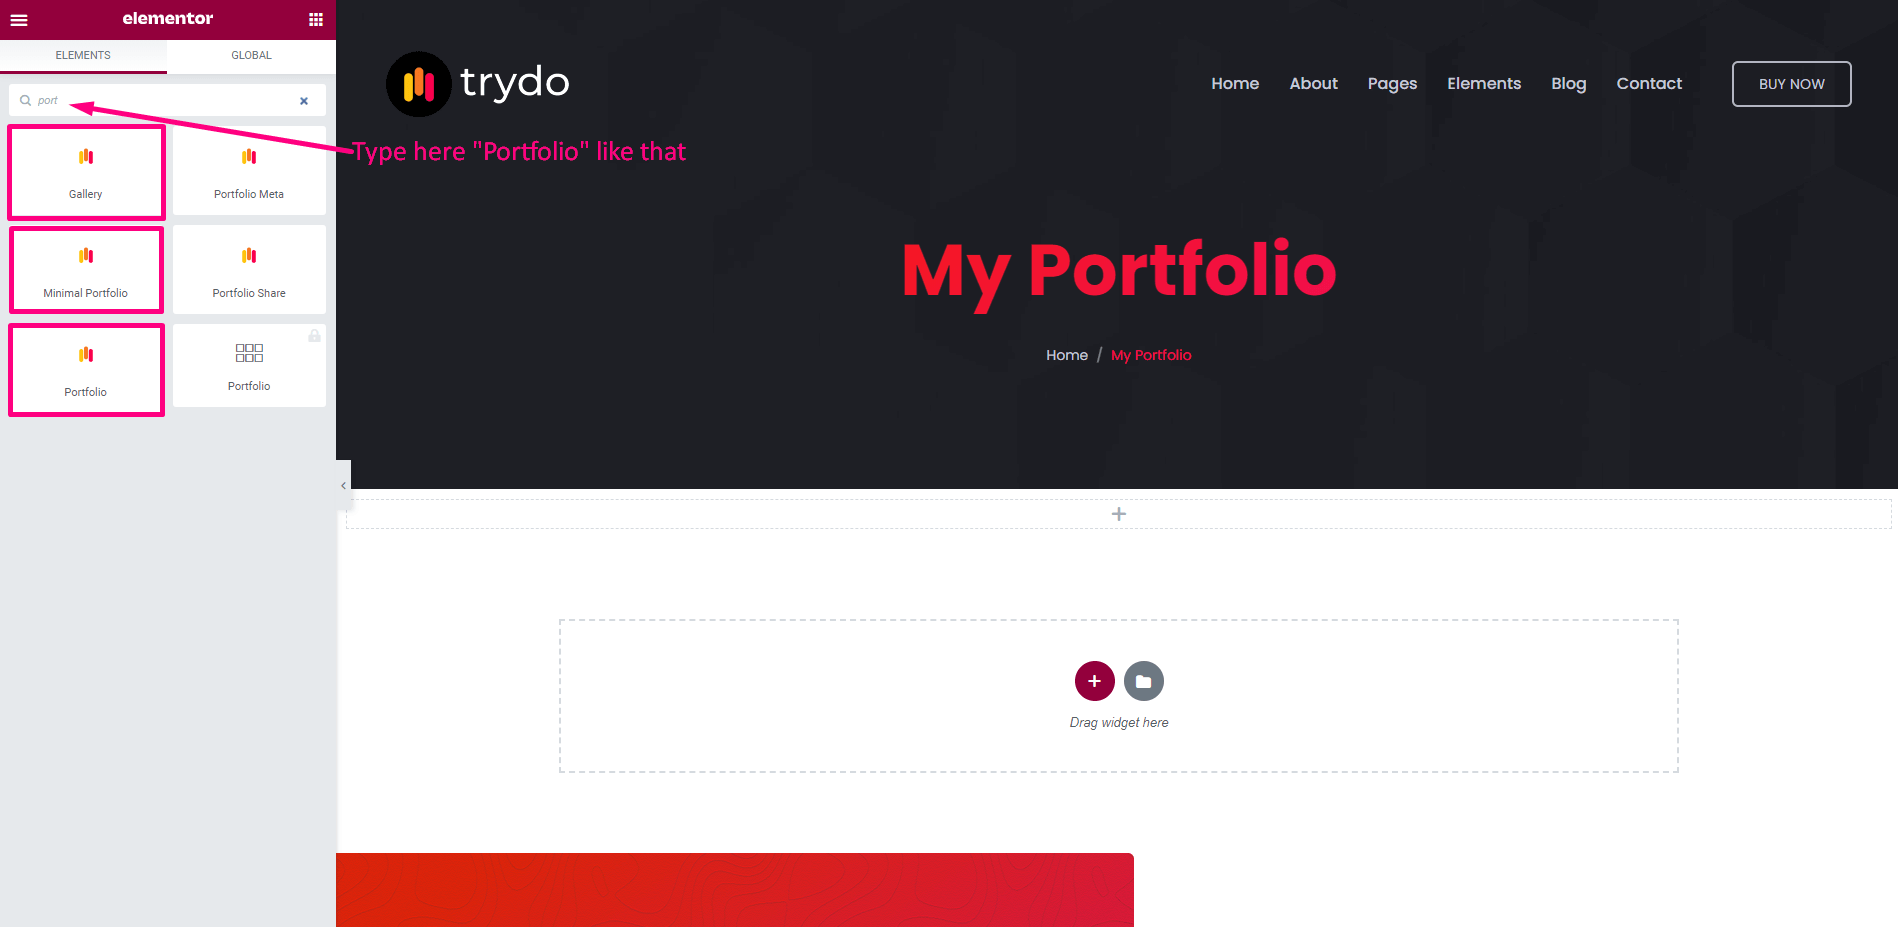 elementor
ELEMENTS
GLOBAL
port
Gallery
Portfolio Meta
Minimal Portfolio
Portfolio Share
Portfolio
Portfolio
trydo
Home
About
Pages
Elements
Blog
Contact
BUY NOW
Type here "Portfolio" like that
My Portfolio
Home / My Portfolio
Drag widget here